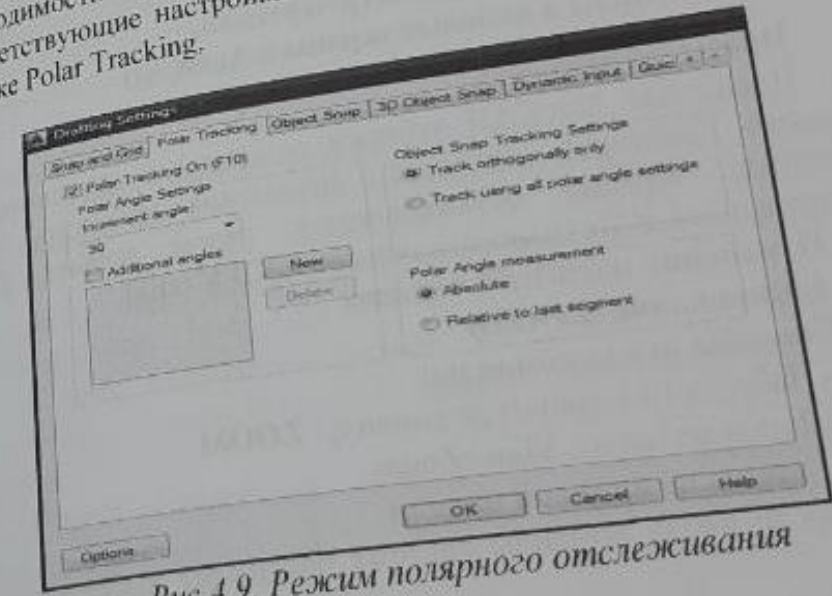 етствующие настройки
ке Polar Tracking.
Drafting Settings
Snap and Grid Polar Tracking Object Snap 3D Object Snap Dynamic Input Quic
Polar Tracking On (F10)
Polar Angle Settings
Increment angle:
30
Additional angles
New
Delete
Object Snap Tracking Settings
Track orthogonally only
Track using all polar angle settings
Polar Angle measurement
Absolute
Relative to last segment
Options...
OK
Cancel
Help
Рис 4.9. Режим полярного отслеживания